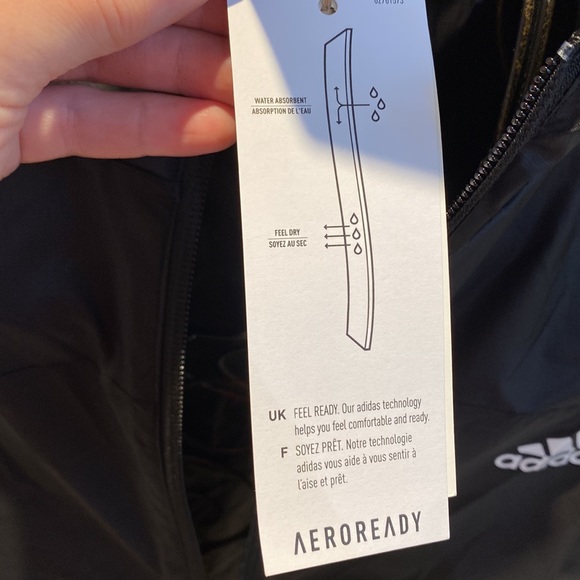 WATER ABSORBENT
ABSORPTION DE L'EAU
FEEL DRY
SOYEZ AU SEC
UK FEEL READY. Our adidas technology
helps you feel comfortable and ready.
F SOYEZ PRÊT. Notre technologie
adidas vous aide à vous sentir à
l'aise et prêt.
AEROREADY